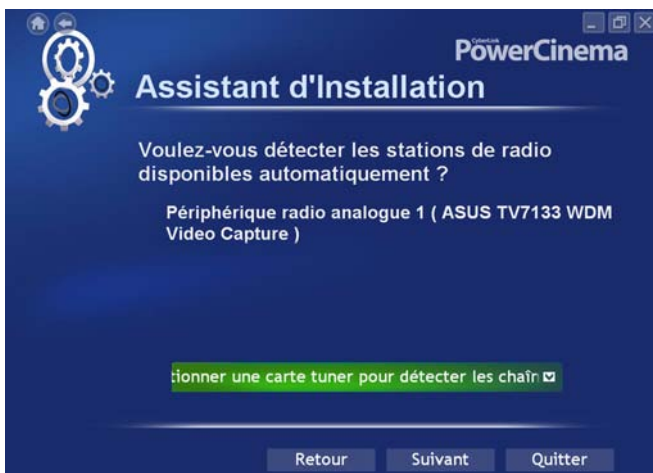 CyberLink
PowerCinema
Assistant d'Installation
Voulez-vous détecter les stations de radio
disponibles automatiquement ?
Périphérique radio analogue 1 ( ASUS TV7133 WDM
Video Capture )
tionner une carte tuner pour détecter les chaîn
Retour Suivant Quitter